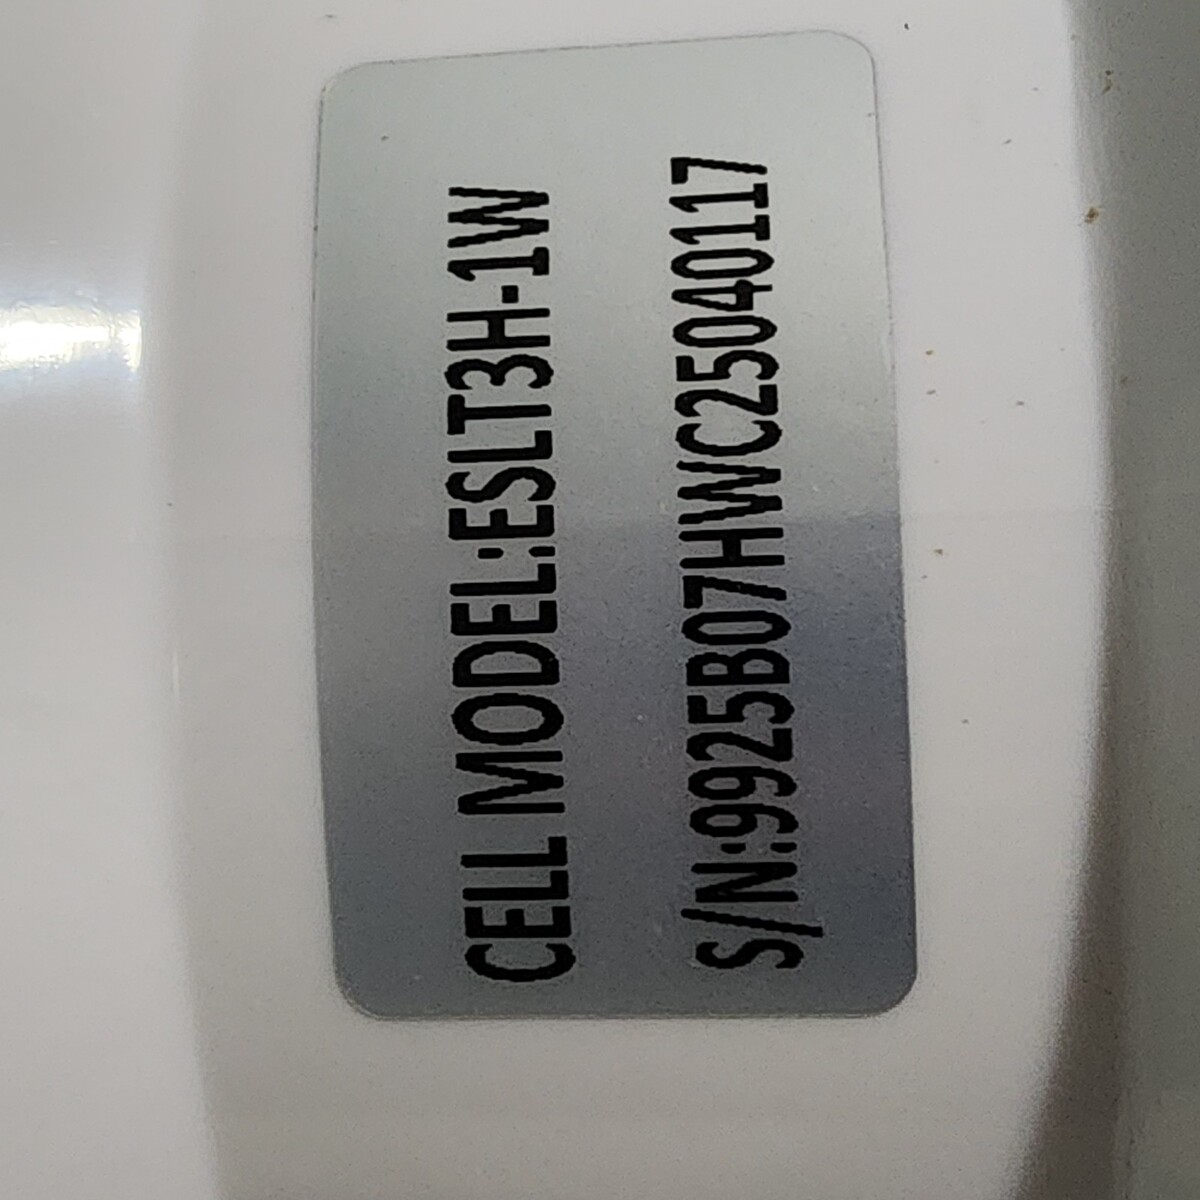 CELL MODEL:ESLT3H-1W
S/N:9925B07HWC25040117